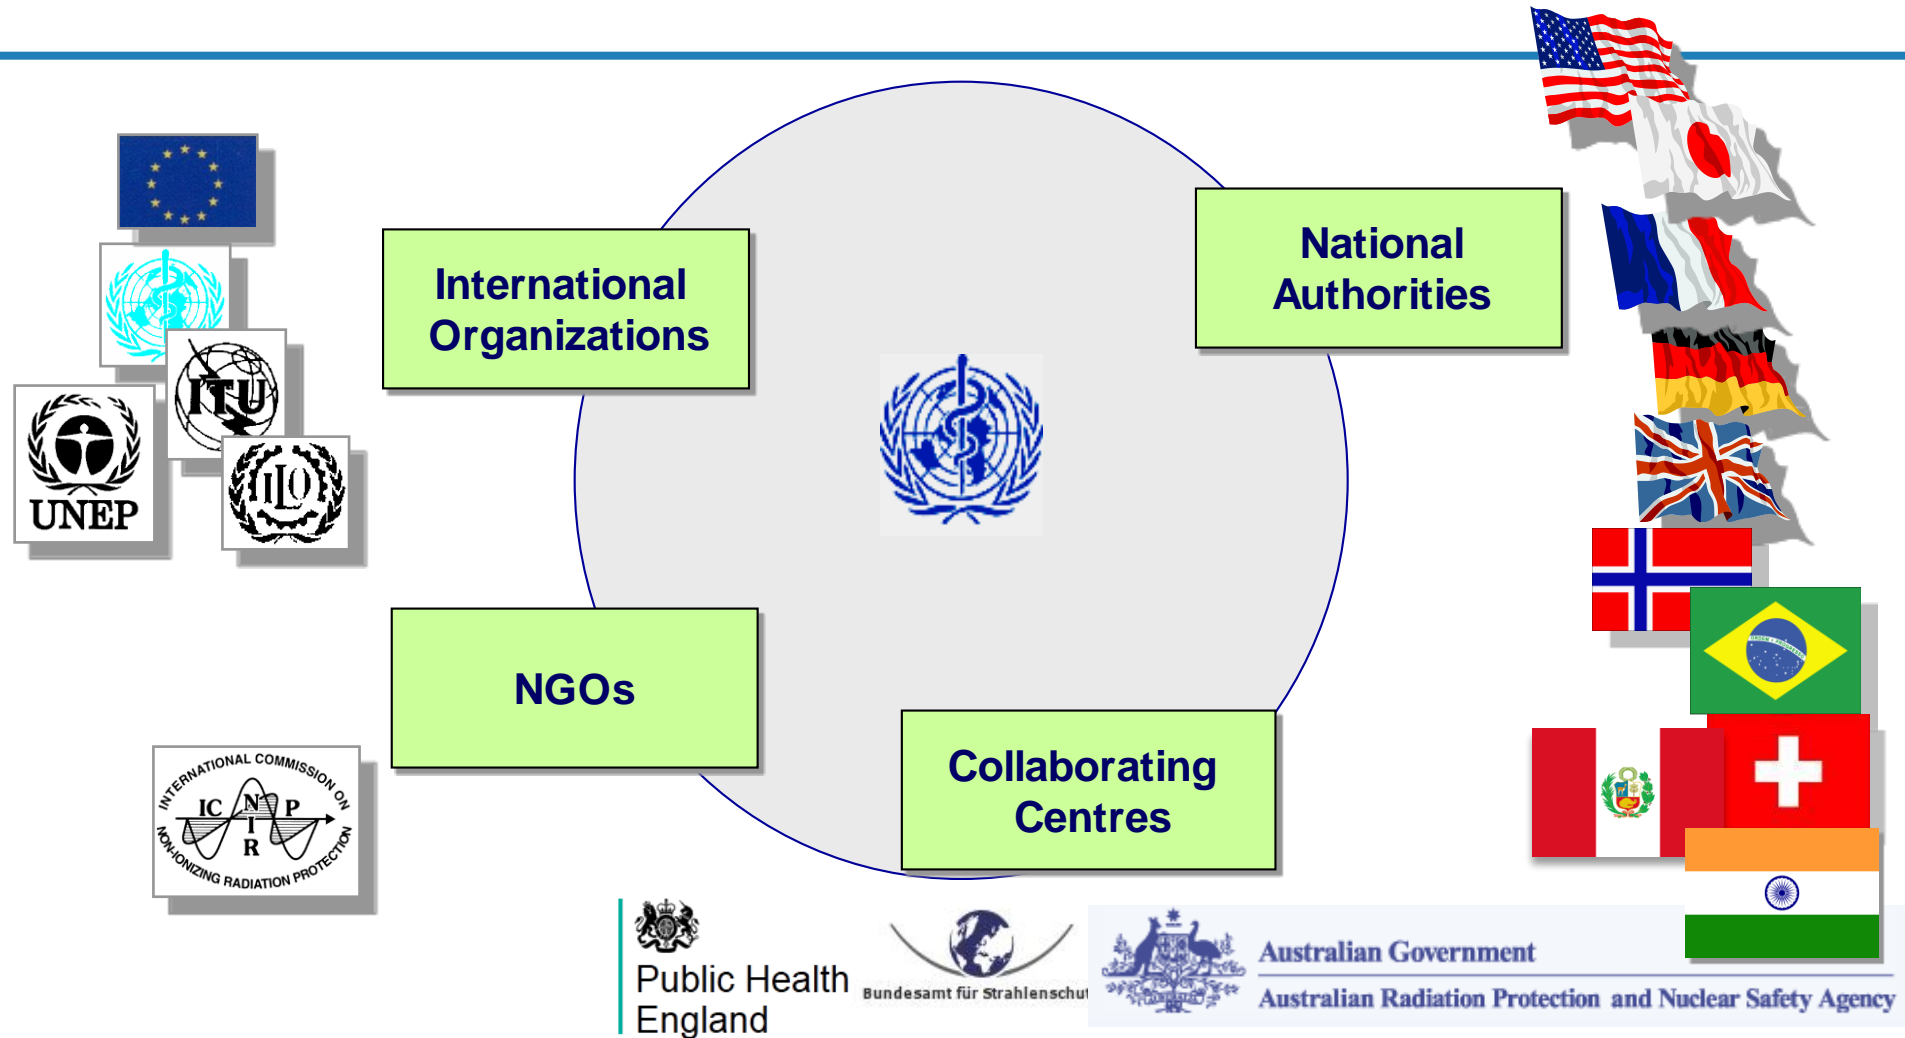 International
Organizations
National
Authorities
ITU
UNEP
ILO
NGOs
Collaborating
Centres
INTERNATIONAL COMMISSION ON
IC N P
I
R
NON-IONIZING RADIATION PROTECTION
Public Health
England
Bundesamt für Strahlenschut
Australian Government
Australian Radiation Protection and Nuclear Safety Agency